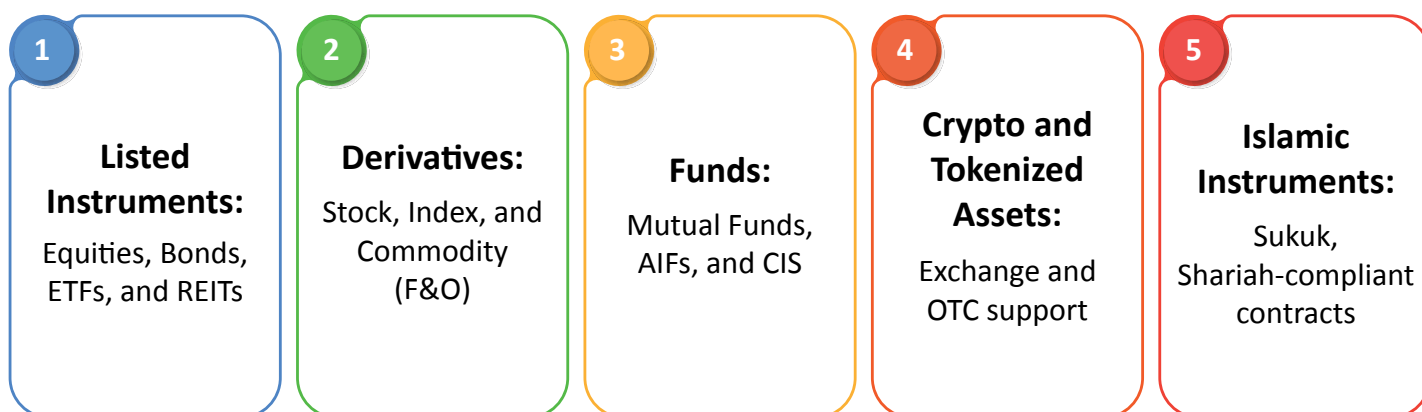 1
Listed
Instruments:
Equities, Bonds,
ETFs, and REITs
2
Derivatives:
Stock, Index, and
Commodity
(F&O)
3
Funds:
Mutual Funds,
AIFs, and CIS
4
Crypto and
Tokenized
Assets:
Exchange and
OTC support
5
Islamic
Instruments:
Sukuk,
Shariah-compliant
contracts